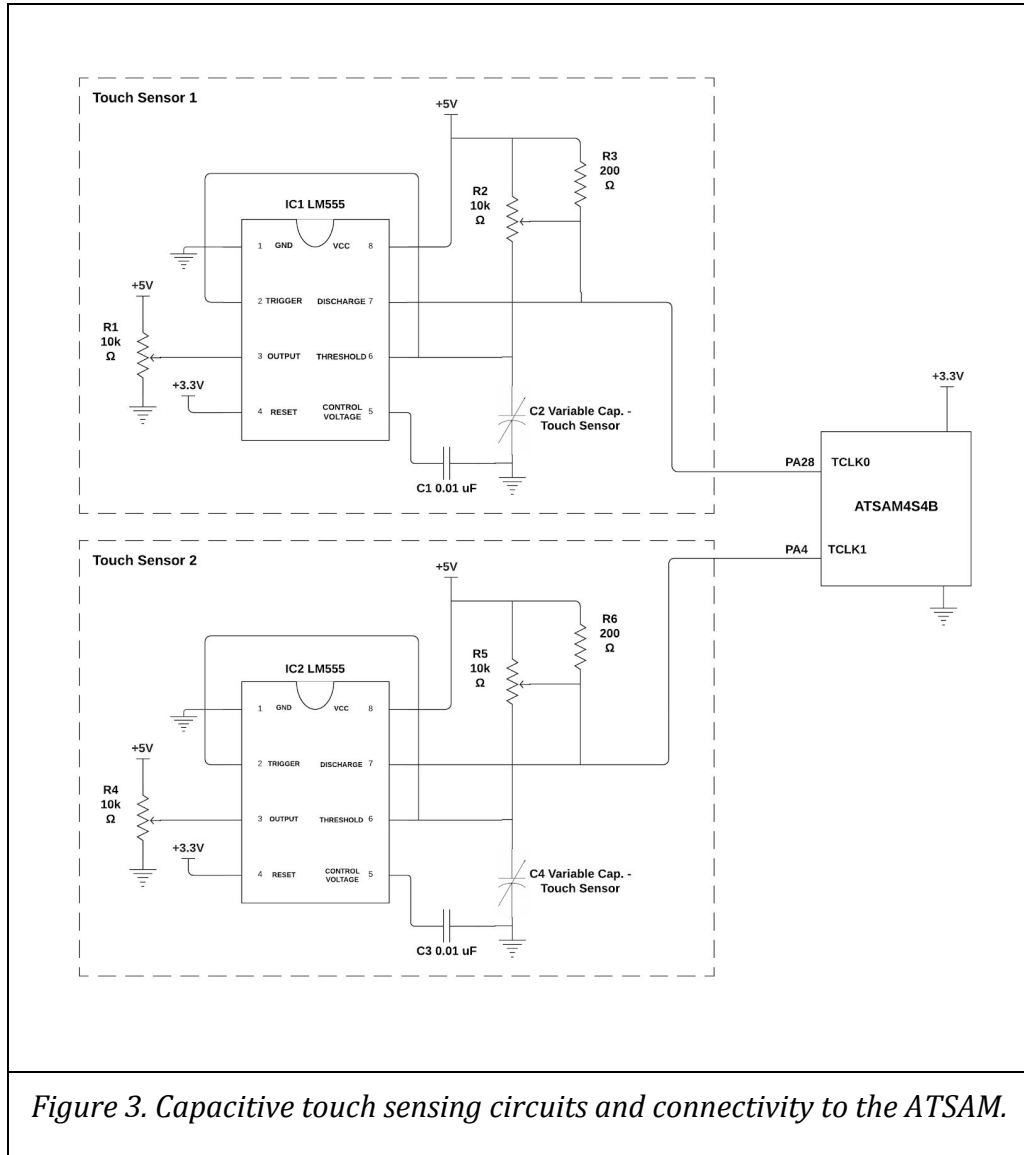 Touch Sensor 1
+5V
R3
200
Ω
R2
10k
Ω
IC1 LM555
1 GND VCC 8
+5V
2 TRIGGER DISCHARGE 7
R1
10k
Ω
3 OUTPUT THRESHOLD 6
+3.3V
4 RESET CONTROL VOLTAGE 5
C2 Variable Cap. -
Touch Sensor
C1 0.01 uF
+3.3V
PA28 TCLK0
ATSAM4S4B
PA4 TCLK1
Touch Sensor 2
+5V
R6
200
Ω
R5
10k
Ω
IC2 LM555
1 GND VCC 8
+5V
2 TRIGGER DISCHARGE 7
R4
10k
Ω
3 OUTPUT THRESHOLD 6
+3.3V
4 RESET CONTROL VOLTAGE 5
C4 Variable Cap. -
Touch Sensor
C3 0.01 uF
Figure 3. Capacitive touch sensing circuits and connectivity to the ATSAM.